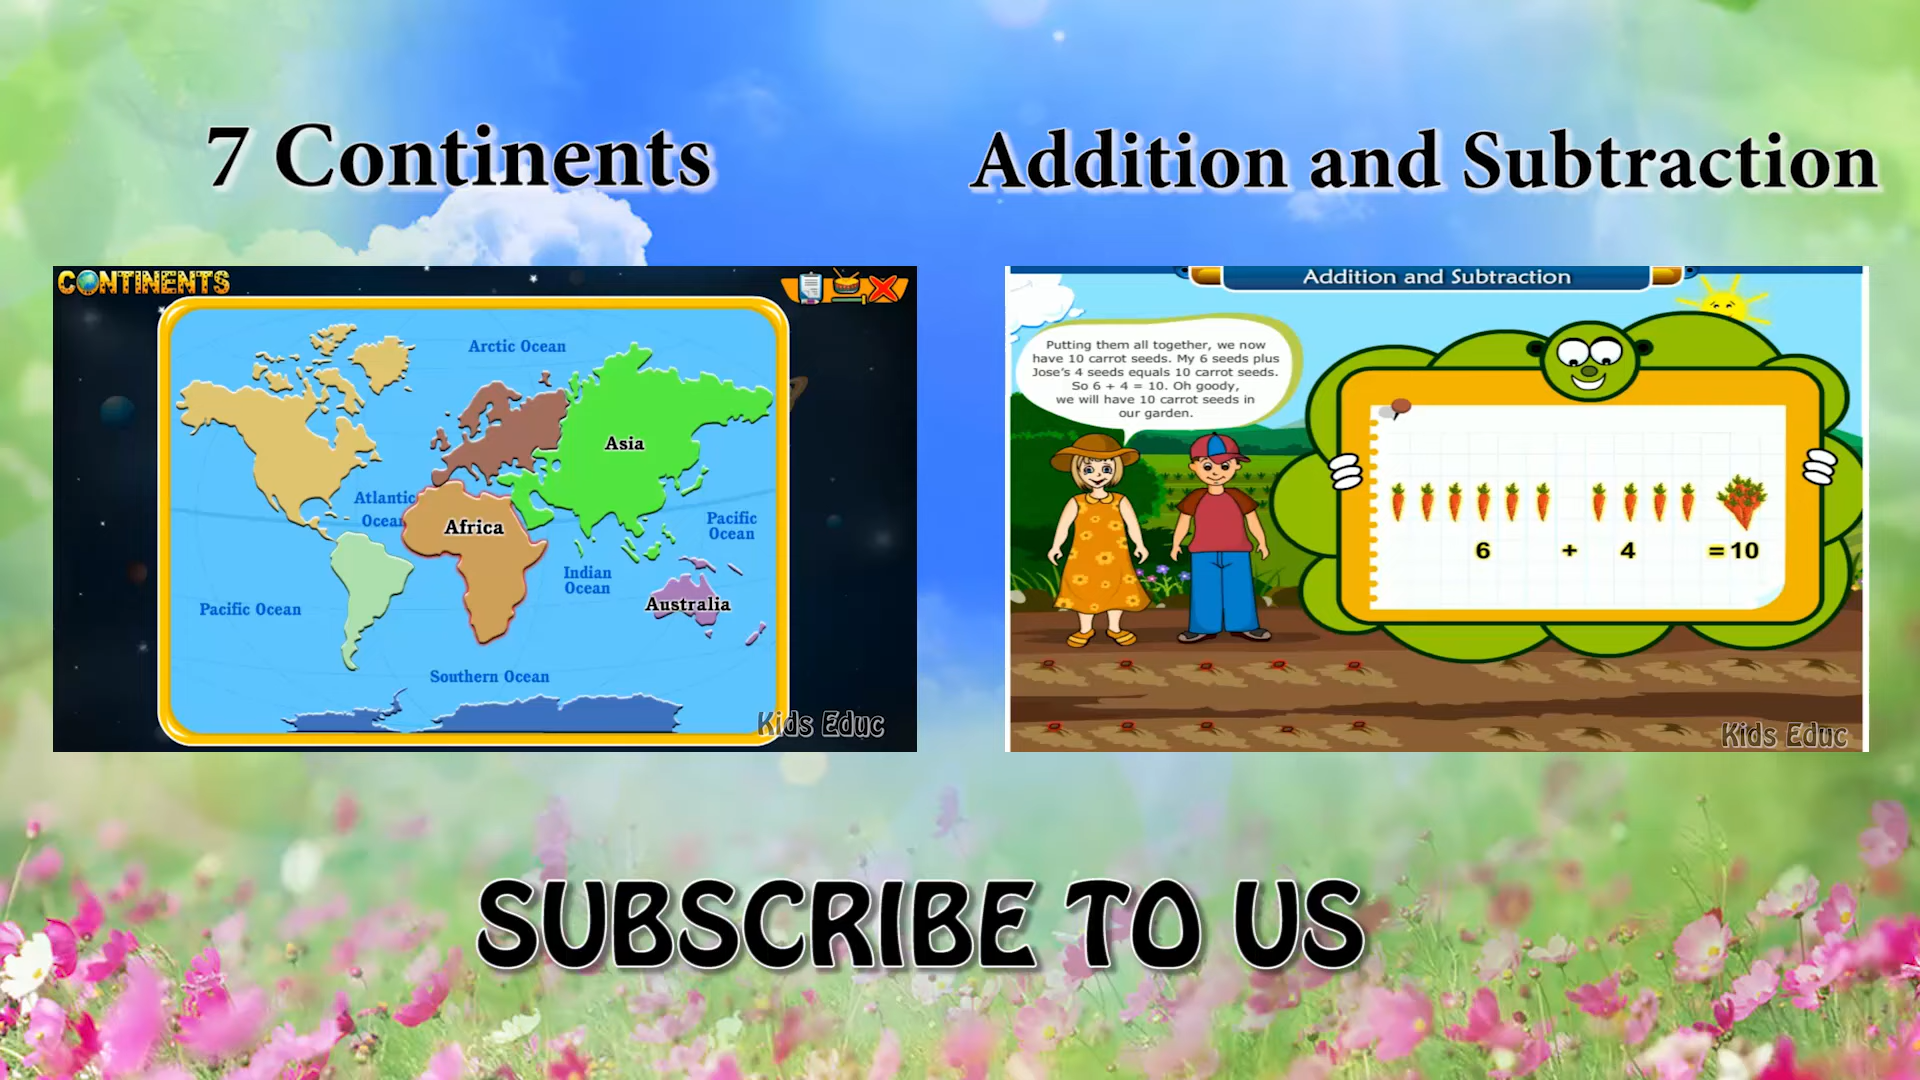 7 Continents
Addition and Subtraction
CONTINENTS
Arctic Ocean
Asia
Atlantic
Ocean
Africa
Pacific
Ocean
Indian
Ocean
Australia
Pacific Ocean
Southern Ocean
Kids Educ
Addition and Subtraction
Putting them all together, we now
have 10 carrot seeds. My 6 seeds plus
Jose's 4 seeds equals 10 carrot seeds.
So 6 + 4 = 10. Oh goody,
we will have 10 carrot seeds in
our garden.
6 + 4 =10
Kids Educ
SUBSCRIBE TO US